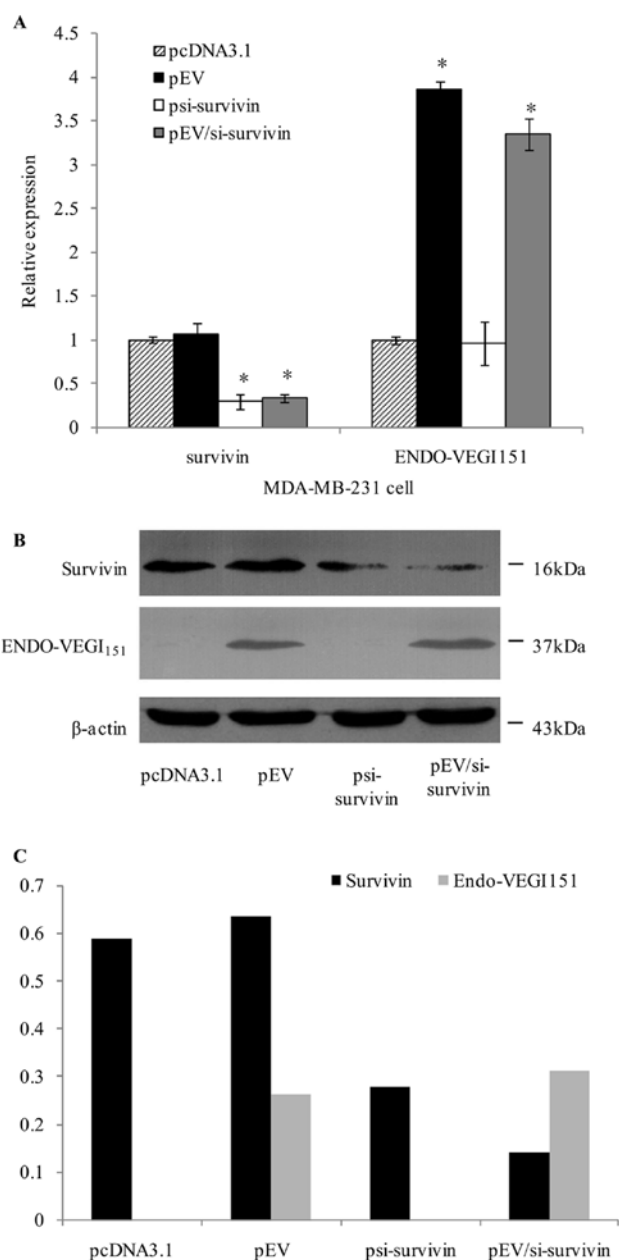 A
4.5
4
3.5
3
2.5
2
1.5
1
0.5
0
Relative expression
pcDNA3.1
pEV
psi-survivin
pEV/si-survivin
* * * *
survivin ENDO-VEGI151
MDA-MB-231 cell
B
Survivin 16kDa
ENDO-VEGI₁₅₁ 37kDa
β-actin 43kDa
pcDNA3.1 pEV psi-survivin pEV/si-survivin
C
Survivin Endo-VEGI151
0.7
0.6
0.5
0.4
0.3
0.2
0.1
0
pcDNA3.1 pEV psi-survivin pEV/si-survivin